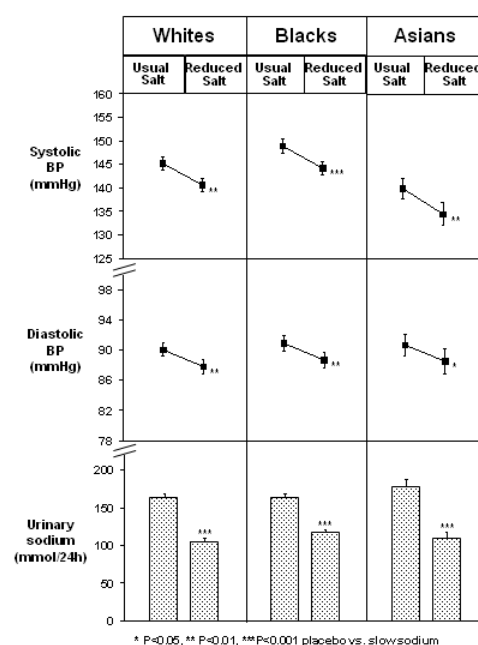 Whites Blacks Asians
Usual Salt Reduced Salt Usual Salt Reduced Salt Usual Salt Reduced Salt
Systolic
BP
(mmHg)
160
155
150
145
140
135
130
125
** *** **
Diastolic
BP
(mmHg)
98
94
90
86
82
78
** ** *
Urinary
sodium
(mmol/24h)
200
150
100
50
0
*** *** ***
* P<0.05, ** P<0.01, ***P<0.001 placebo vs. slow sodium